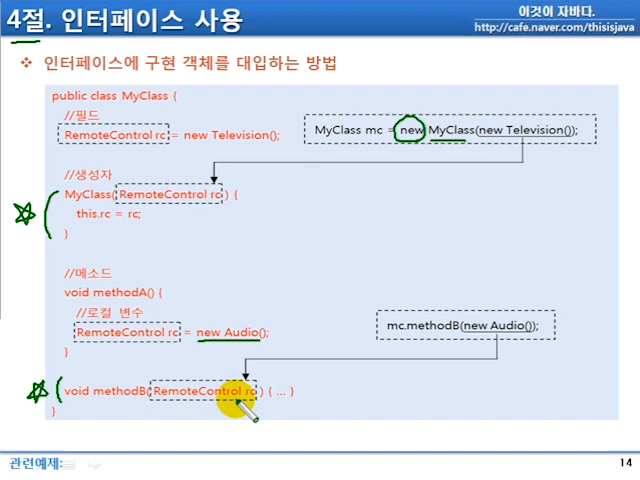 4절. 인터페이스 사용
이것이 자바다.
http://cafe.naver.com/thisisjava
인터페이스에 구현 객체를 대입하는 방법
public class MyClass {
//필드
RemoteControl rc = new Television();
MyClass mc = new MyClass(new Television());
//생성자
MyClass( RemoteControl rc ) {
this.rc = rc;
}
//메소드
void methodA() {
//로컬 변수
RemoteControl rc = new Audio();
mc.methodB(new Audio());
}
void methodB( RemoteControl rc ) { ... }
}
관련예제:
14